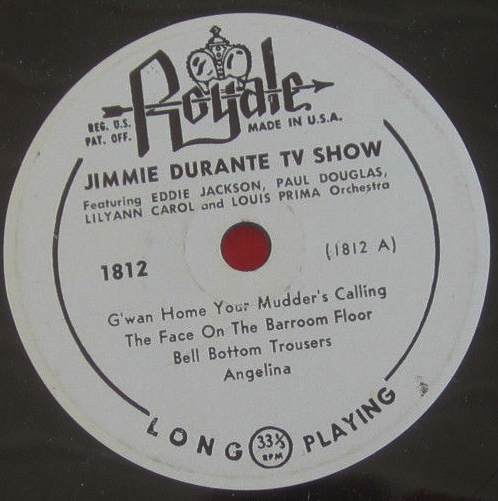 Royale
REG. U.S.
PAT. OFF.
MADE IN U.S.A.
JIMMIE DURANTE TV SHOW
Featuring EDDIE JACKSON, PAUL DOUGLAS,
LILYANN CAROL and LOUIS PRIMA Orchestra
1812
(1812 A)
G'wan Home Your Mudder's Calling
The Face On The Barroom Floor
Bell Bottom Trousers
Angelina
LONG 33⅓ RPM PLAYING